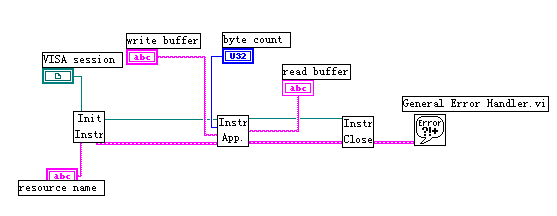 write buffer
byte count
abc
U32
VISA session
read buffer
abc
General Error Handler.vi
Init
Instr
Instr
App.
Instr
Close
Error
?!+
abc
resource name